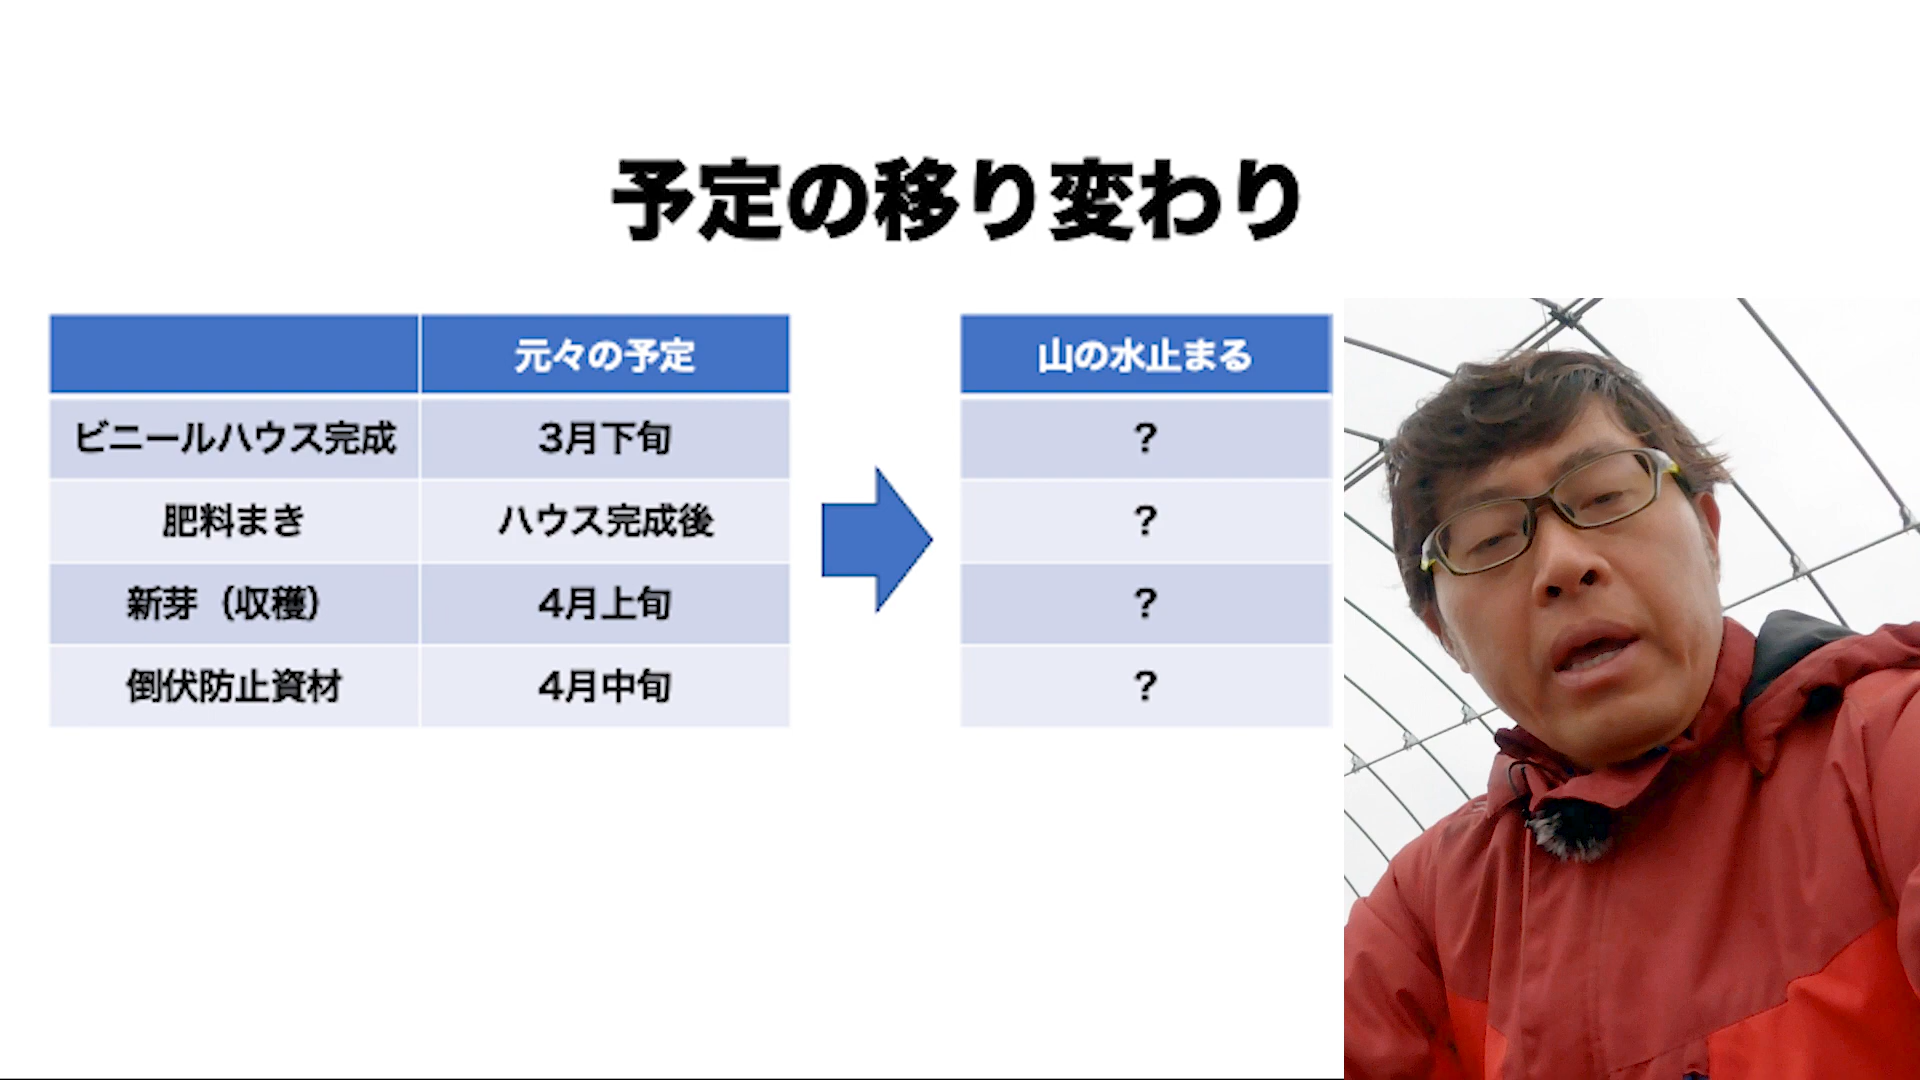 予定の移り変わり
元々の予定
山の水止まる
ビニールハウス完成
3月下旬
?
肥料まき
ハウス完成後
?
新芽（収穫）
4月上旬
?
倒伏防止資材
4月中旬
?